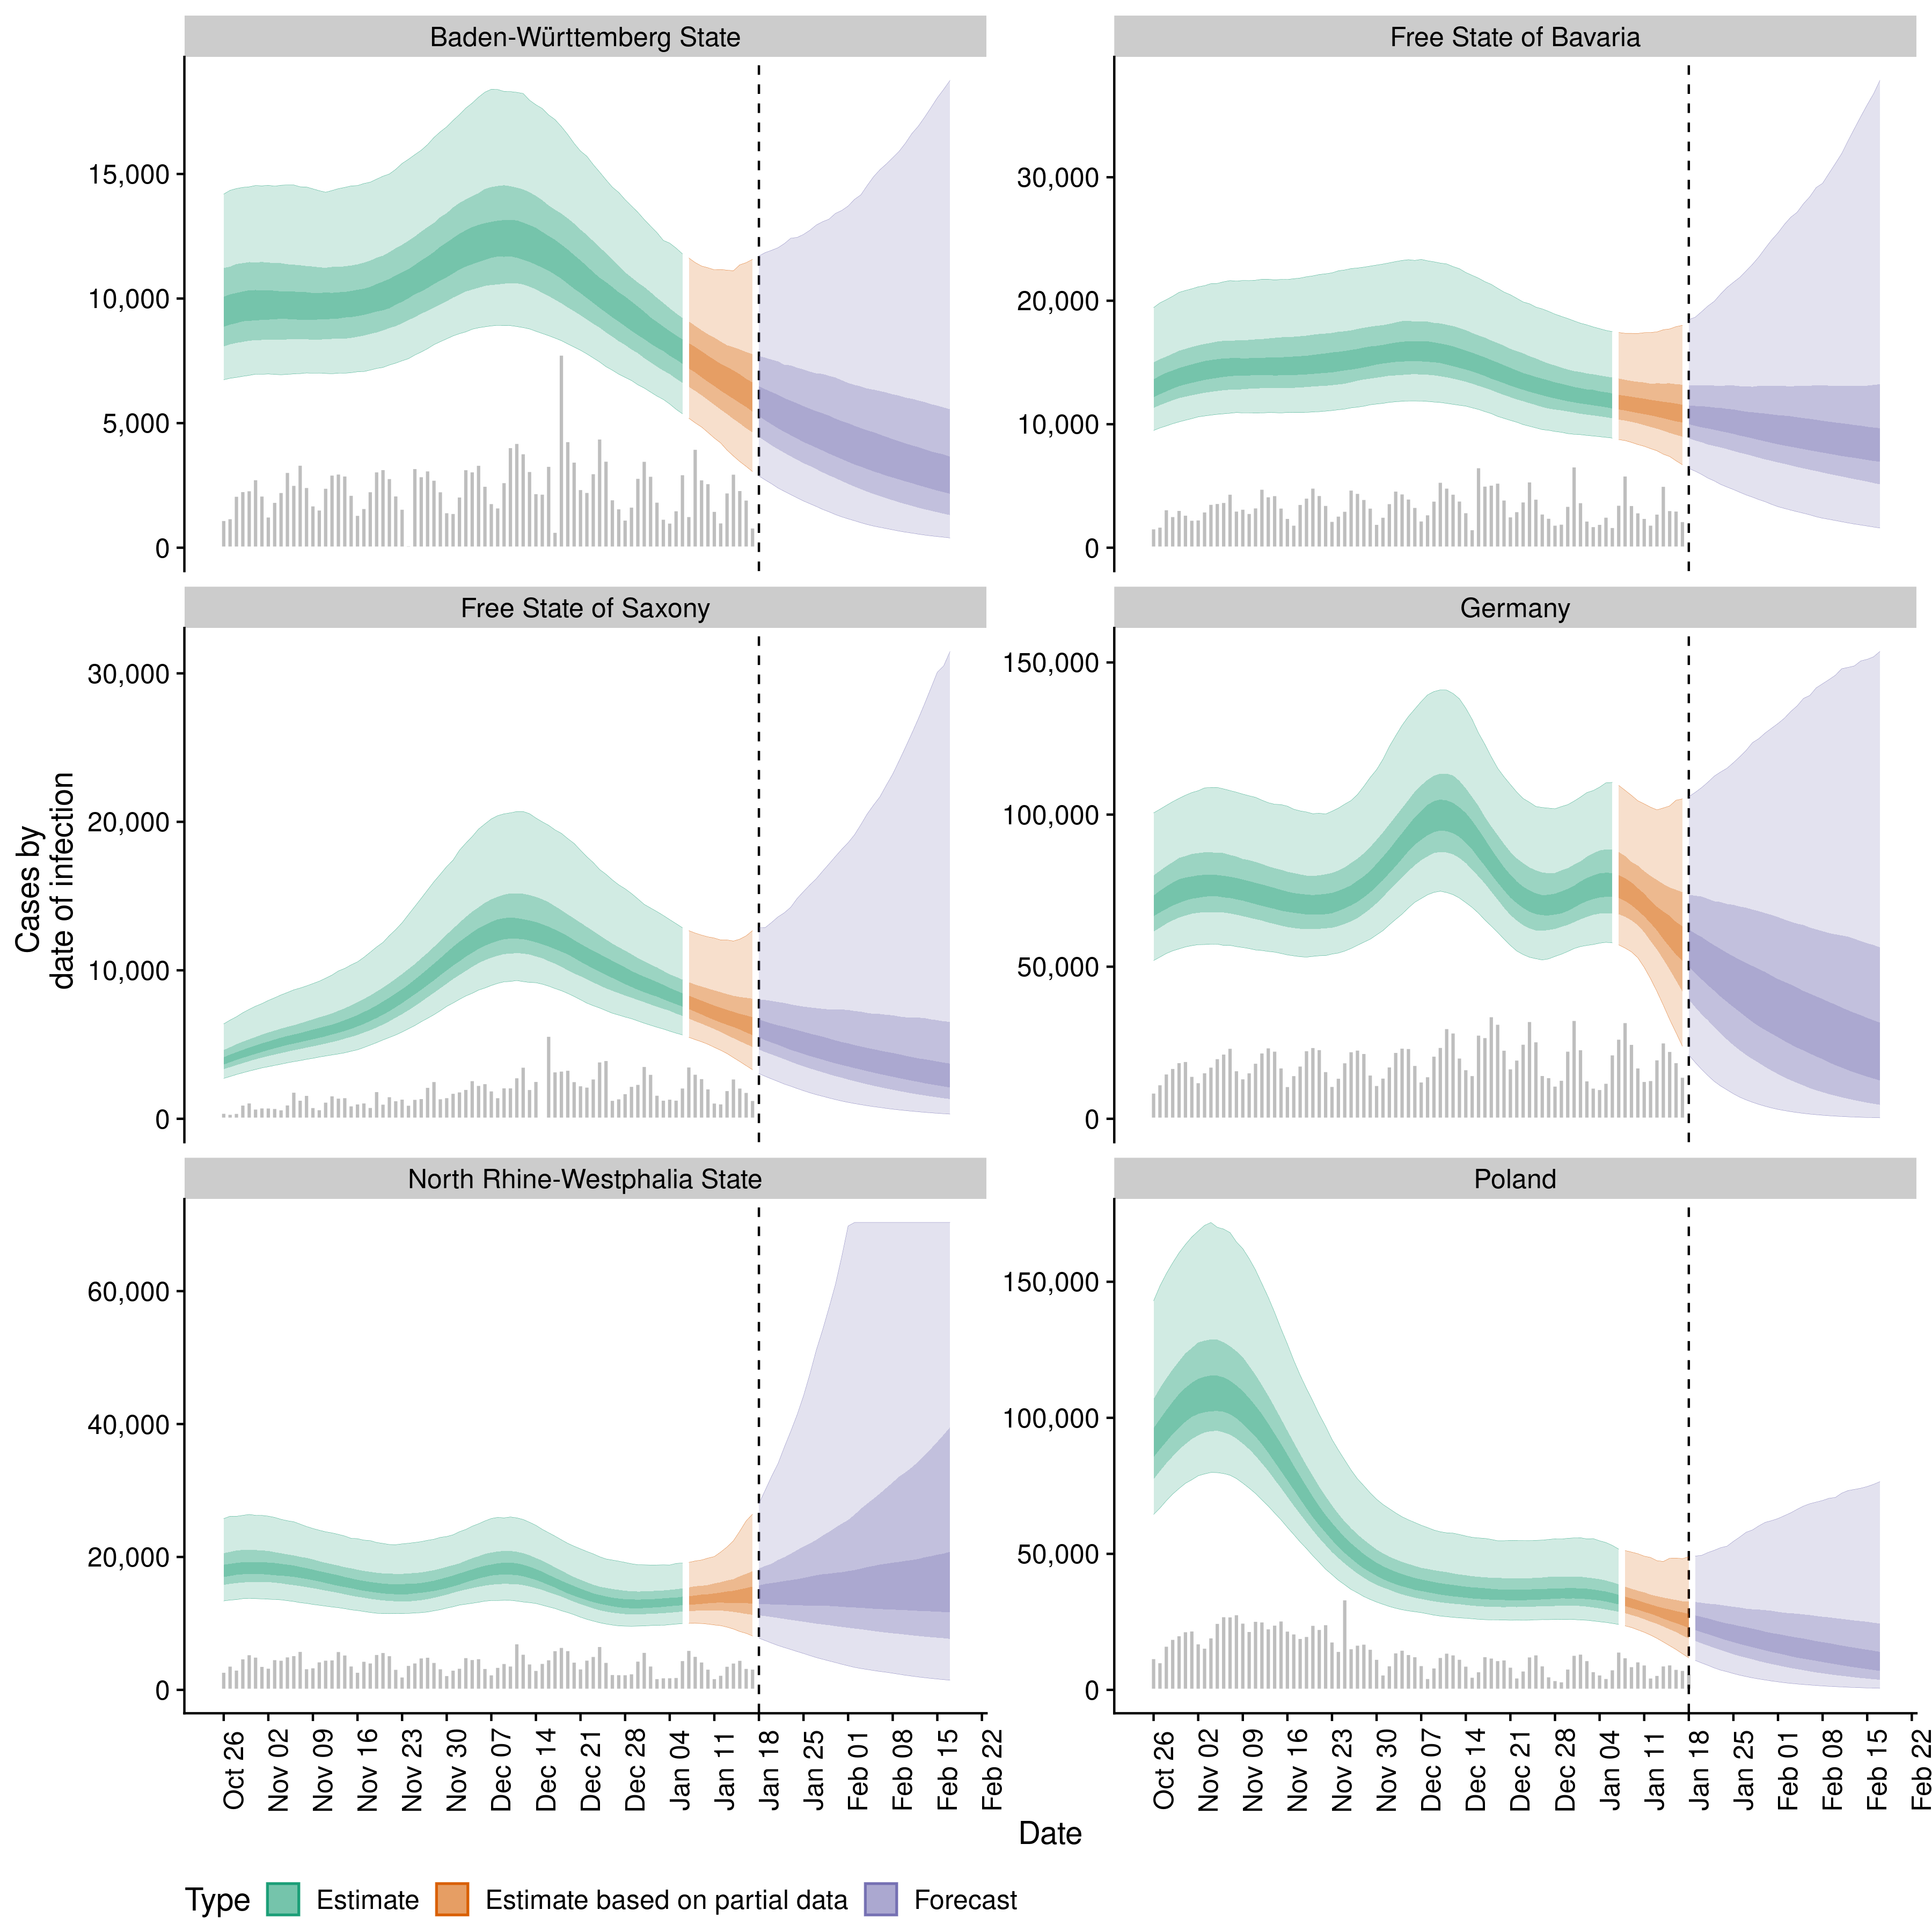 Baden-Württemberg State
Free State of Bavaria
15,000
10,000
5,000
0
30,000
20,000
10,000
0
Free State of Saxony
Germany
30,000
20,000
10,000
0
150,000
100,000
50,000
0
Cases by
date of infection
North Rhine-Westphalia State
Poland
60,000
40,000
20,000
0
150,000
100,000
50,000
0
Oct 26
Nov 02
Nov 09
Nov 16
Nov 23
Nov 30
Dec 07
Dec 14
Dec 21
Dec 28
Jan 04
Jan 11
Jan 18
Jan 25
Feb 01
Feb 08
Feb 15
Feb 22
Oct 26
Nov 02
Nov 09
Nov 16
Nov 23
Nov 30
Dec 07
Dec 14
Dec 21
Dec 28
Jan 04
Jan 11
Jan 18
Jan 25
Feb 01
Feb 08
Feb 15
Feb 22
Date
Type Estimate Estimate based on partial data Forecast